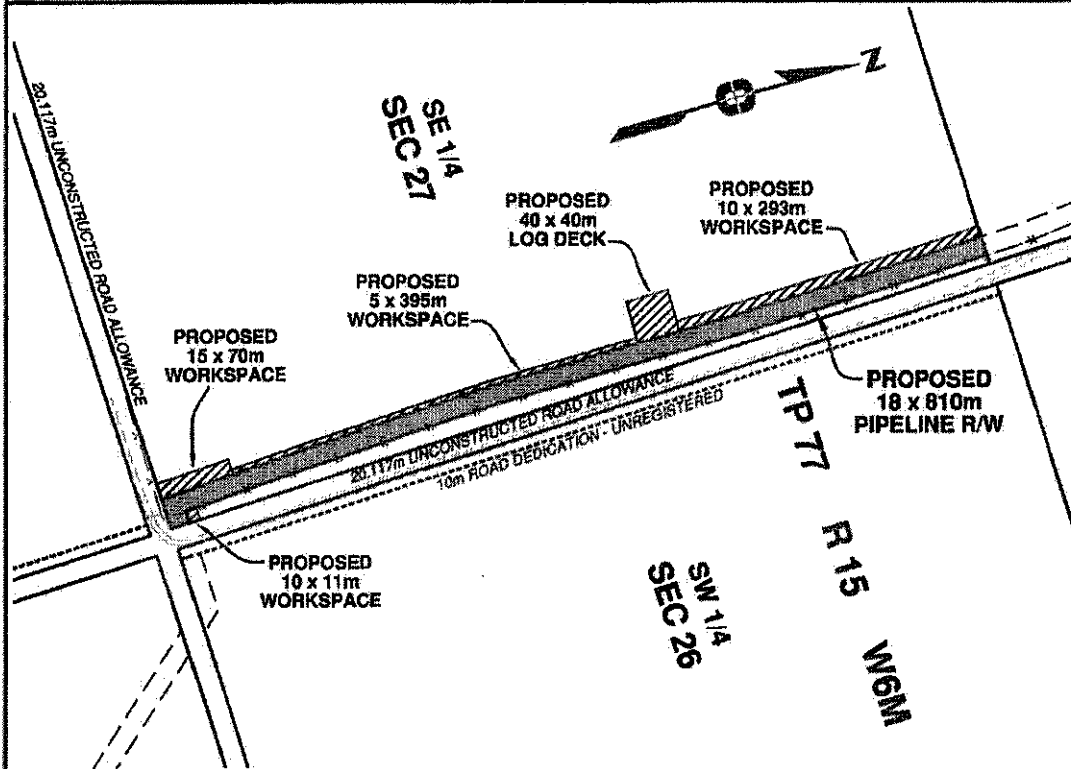 20.117m UNCONSTRUCTED ROAD ALLOWANCE
SE 1/4
SEC 27
Z
PROPOSED
40 x 40m
LOG DECK
PROPOSED
10 x 293m
WORKSPACE
PROPOSED
5 x 395m
WORKSPACE
PROPOSED
15 x 70m
WORKSPACE
PROPOSED
18 x 810m
PIPELINE R/W
20.117m UNCONSTRUCTED ROAD ALLOWANCE
10m ROAD DEDICATION - UNREGISTERED
TP 77 R 15 W6M
PROPOSED
10 x 11m
WORKSPACE
SW 1/4
SEC 26